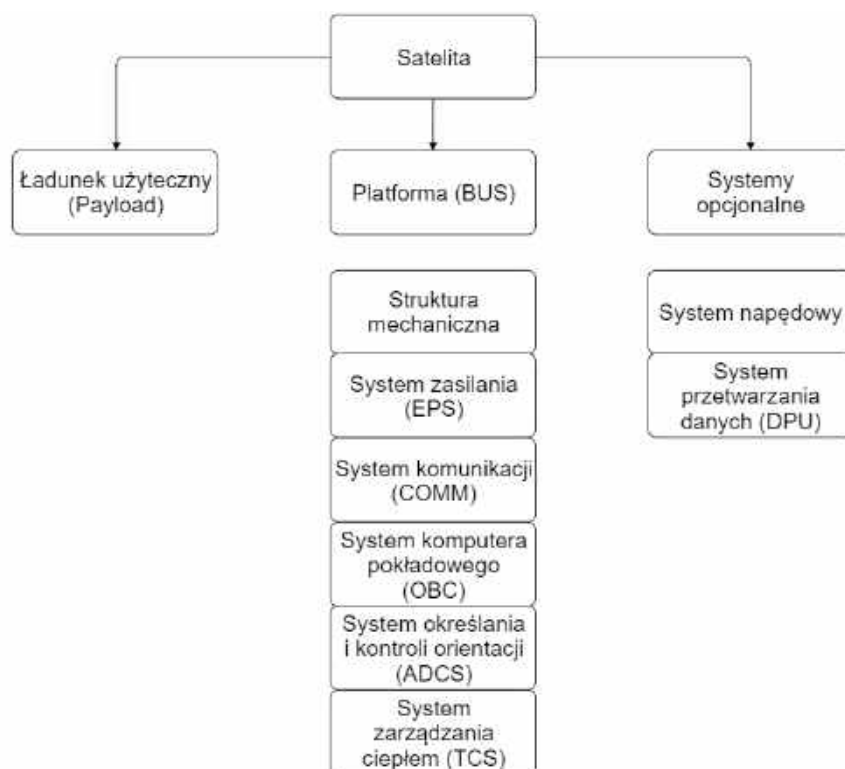 Satelita
Ładunek użyteczny
(Payload)
Platforma (BUS)
Systemy
opcjonalne
Struktura
mechaniczna
System zasilania
(EPS)
System komunikacji
(COMM)
System komputera
pokładowego
(OBC)
System określania
i kontroli orientacji
(ADCS)
System
zarządzania
ciepłem (TCS)
System napędowy
System
przetwarzania
danych (DPU)